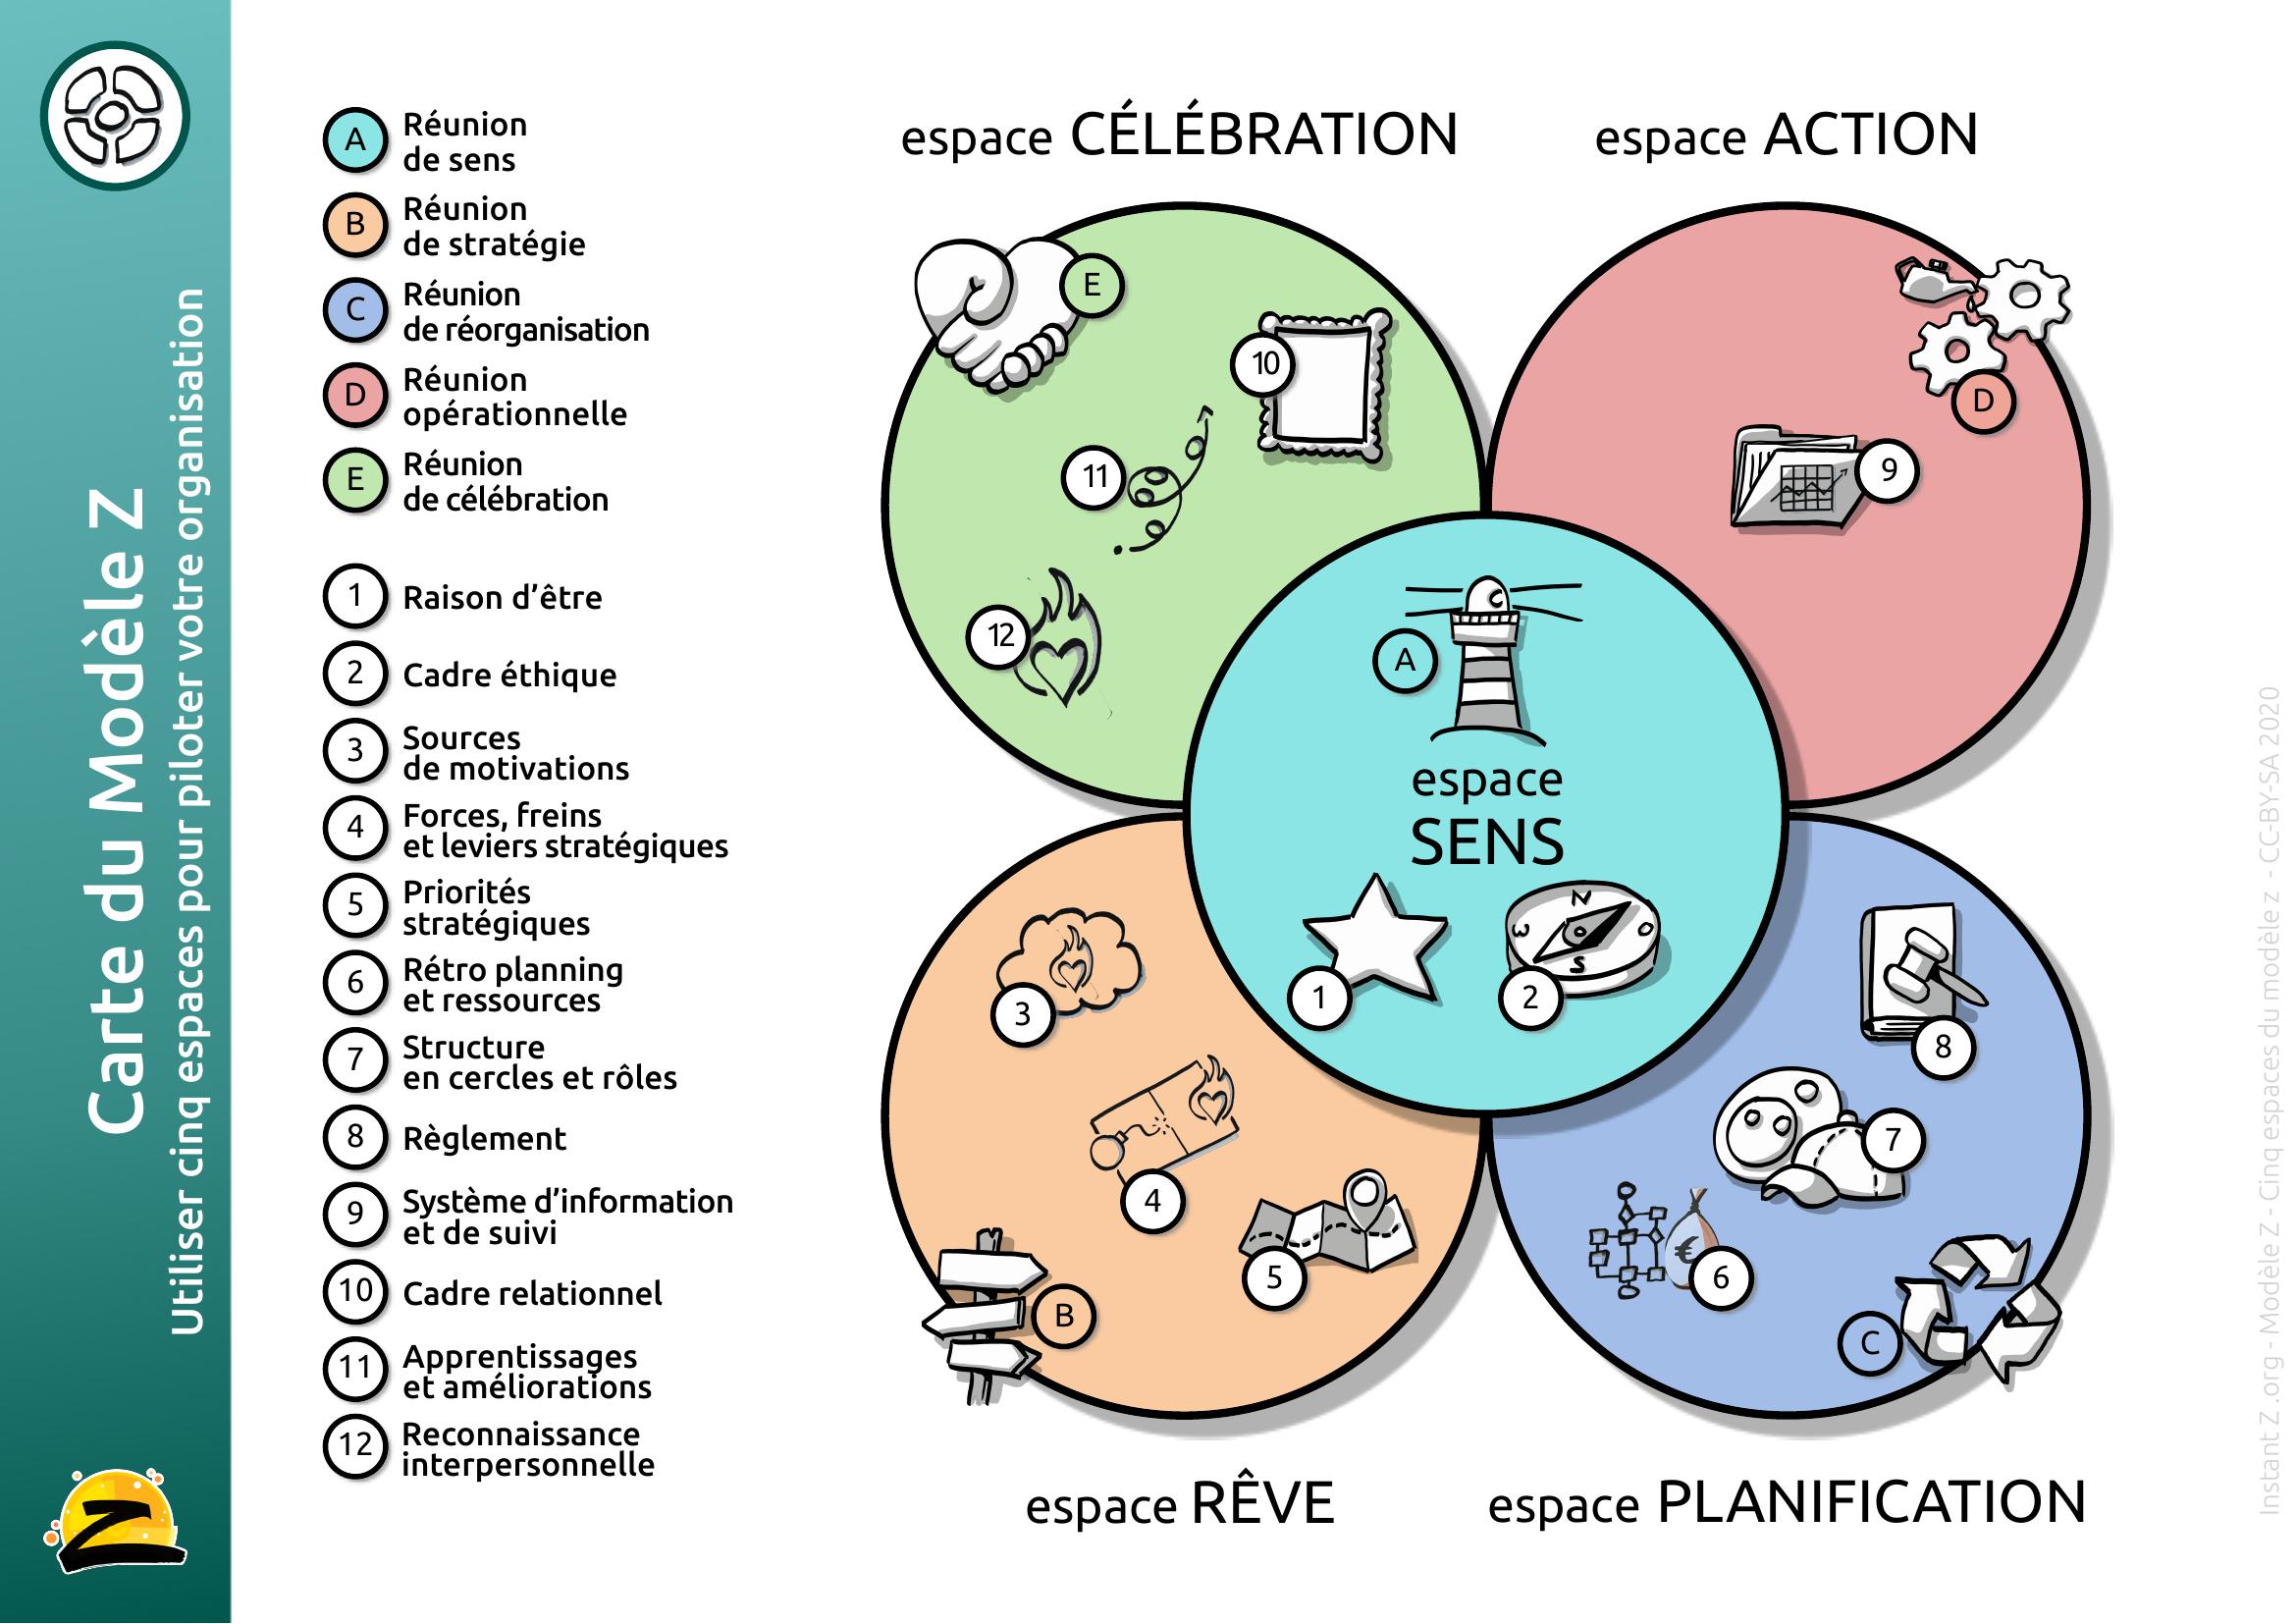 Carte du Modèle Z
Utiliser cinq espaces pour piloter votre organisation
A
Réunion
de sens
B
Réunion
de stratégie
C
Réunion
de réorganisation
D
Réunion
opérationnelle
E
Réunion
de célébration
1
Raison d’être
2
Cadre éthique
3
Sources
de motivations
4
Forces, freins
et leviers stratégiques
5
Priorités
stratégiques
6
Rétro planning
et ressources
7
Structure
en cercles et rôles
8
Règlement
9
Système d’information
et de suivi
10
Cadre relationnel
11
Apprentissages
et améliorations
12
Reconnaissance
interpersonnelle
espace CÉLÉBRATION
E
10
11
12
espace ACTION
D
9
A
espace
SENS
1
2
N
O
S
3
4
5
B
espace RÊVE
8
7
€
6
C
espace PLANIFICATION
Z
Instant Z .org - Modèle Z - Cinq espaces du modèle z - CC-BY-SA 2020